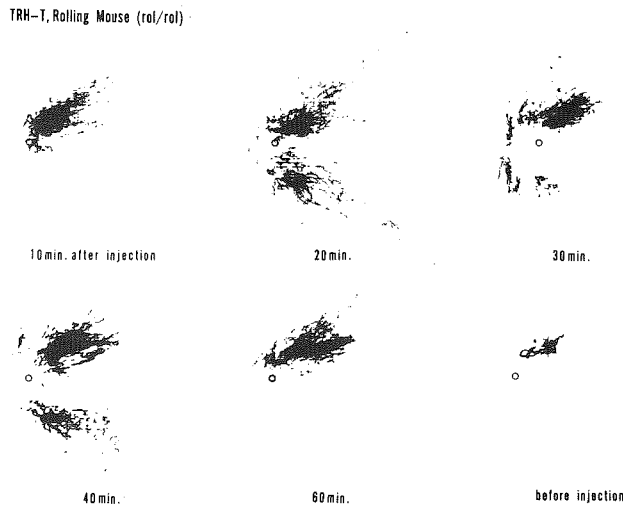 TRH-T, Rolling Mouse (rol/rol)
10min. after injection
20min.
30min.
40min.
60min.
before injection